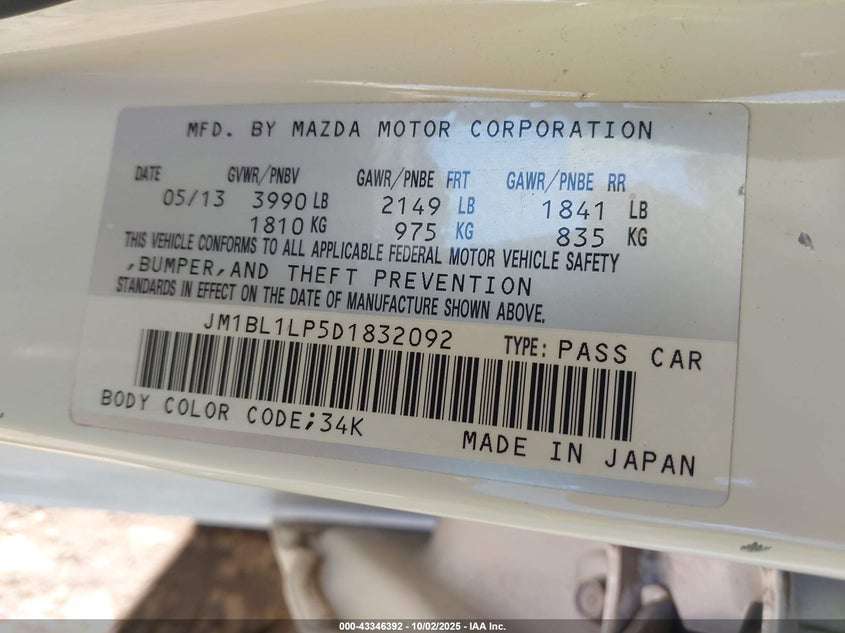 MFD. BY MAZDA MOTOR CORPORATION
DATE GVWR/PNBV GAWR/PNBE FRT GAWR/PNBE RR
05/13 3990 LB 2149 LB 1841 LB
1810 KG 975 KG 835 KG
THIS VEHICLE CONFORMS TO ALL APPLICABLE FEDERAL MOTOR VEHICLE SAFETY
,BUMPER,AND THEFT PREVENTION
STANDARDS IN EFFECT ON THE DATE OF MANUFACTURE SHOWN ABOVE.
JM1BL1LP5D1832092 TYPE: PASS CAR
BODY COLOR CODE;34K
MADE IN JAPAN
000-43346392 - 10/02/2025 - IAA Inc.